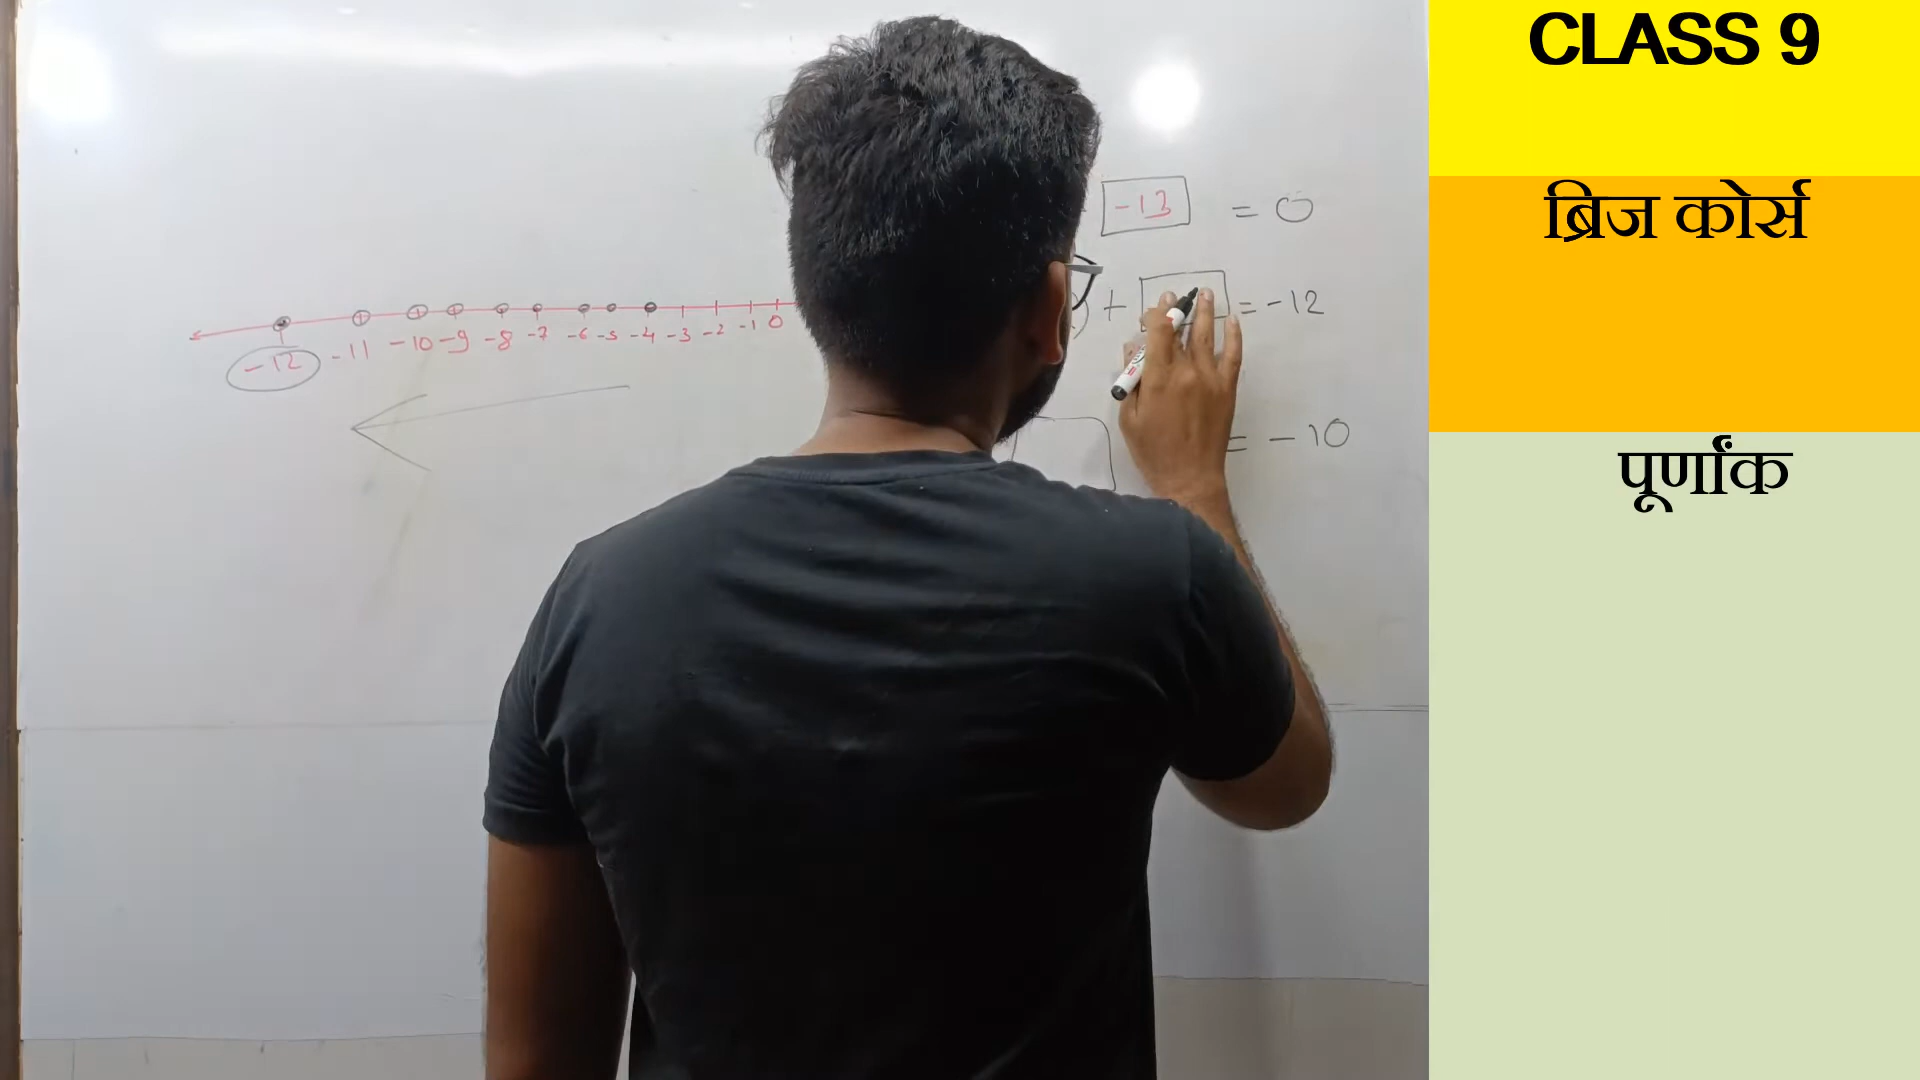 CLASS 9
ब्रिज कोर्स
पूर्णांक
-13 = 0
) + = -12
= -10
-12 -11 -10 -9 -8 -7 -6 -5 -4 -3 -2 -1 0